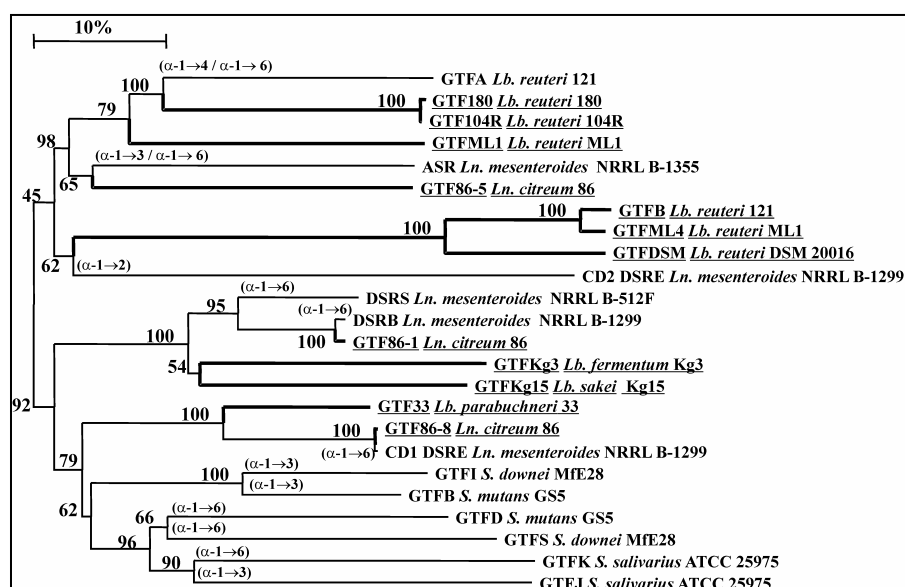 10%
(α-1→4 / α-1→6)
GTFA Lb. reuteri 121
100
100
GTF180 Lb. reuteri 180
79
GTF104R Lb. reuteri 104R
98
GTFML1 Lb. reuteri ML1
(α-1→3 / α-1→6)
ASR Ln. mesenteroides NRRL B-1355
65
GTF86-5 Ln. citreum 86
45
100
GTFB Lb. reuteri 121
100
GTFML4 Lb. reuteri ML1
GTFDSM Lb. reuteri DSM 20016
62
(α-1→2)
CD2 DSRE Ln. mesenteroides NRRL B-1299
(α-1→6)
DSRS Ln. mesenteroides NRRL B-512F
95
(α-1→6)
DSRB Ln. mesenteroides NRRL B-1299
100
100
GTF86-1 Ln. citreum 86
54
GTFKg3 Lb. fermentum Kg3
GTFKg15 Lb. sakei Kg15
92
GTF33 Lb. parabuchneri 33
100
100
GTF86-8 Ln. citreum 86
(α-1→6)
CD1 DSRE Ln. mesenteroides NRRL B-1299
79
(α-1→3)
GTFI S. downei MfE28
100
(α-1→3)
GTFB S. mutans GS5
62
(α-1→6)
GTFD S. mutans GS5
66
(α-1→6)
GTFS S. downei MfE28
96
(α-1→6)
GTFK S. salivarius ATCC 25975
90
(α-1→3)
GTFJ S. salivarius ATCC 25975